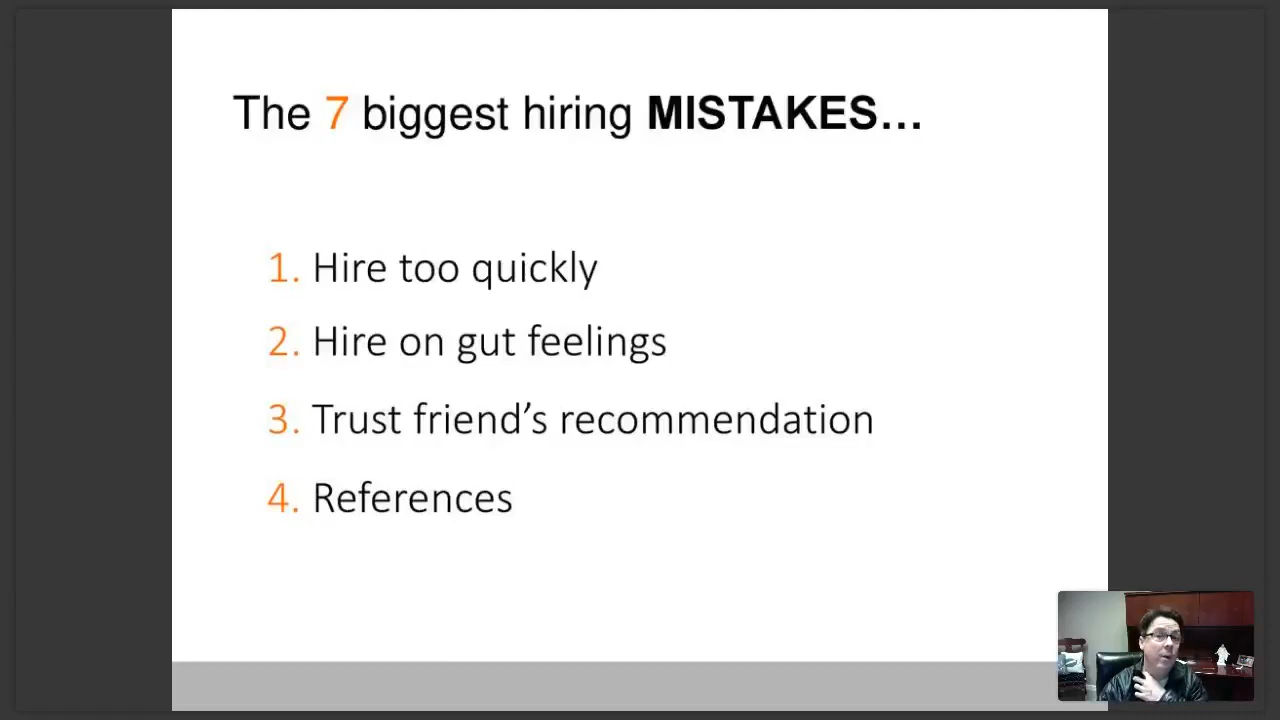 The 7 biggest hiring MISTAKES...
1. Hire too quickly
2. Hire on gut feelings
3. Trust friend’s recommendation
4. References